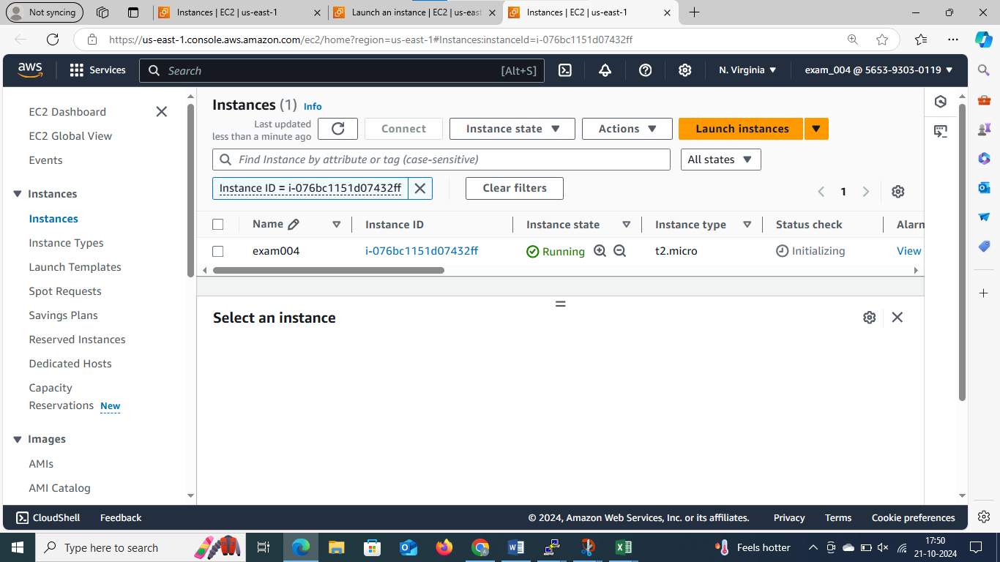 Not syncing
Instances | EC2 | us-east-1
Launch an instance | EC2 | us-east
Instances | EC2 | us-east-1
https://us-east-1.console.aws.amazon.com/ec2/home?region=us-east-1#Instances:instanceId=i-076bc1151d07432ff
aws
Services
Search
[Alt+S]
N. Virginia
exam_004 @ 5653-9303-0119
EC2 Dashboard
EC2 Global View
Events
Instances
Instances
Instance Types
Launch Templates
Spot Requests
Savings Plans
Reserved Instances
Dedicated Hosts
Capacity
Reservations New
Images
AMIs
AMI Catalog
Instances (1) Info
Last updated
less than a minute ago
Connect
Instance state
Actions
Launch instances
Find Instance by attribute or tag (case-sensitive)
All states
Instance ID = i-076bc1151d07432ff
Clear filters
1
Name
Instance ID
Instance state
Instance type
Status check
Alarm
exam004
i-076bc1151d07432ff
Running
t2.micro
Initializing
View
Select an instance
CloudShell
Feedback
© 2024, Amazon Web Services, Inc. or its affiliates.
Privacy
Terms
Cookie preferences
Type here to search
Feels hotter
17:50
21-10-2024